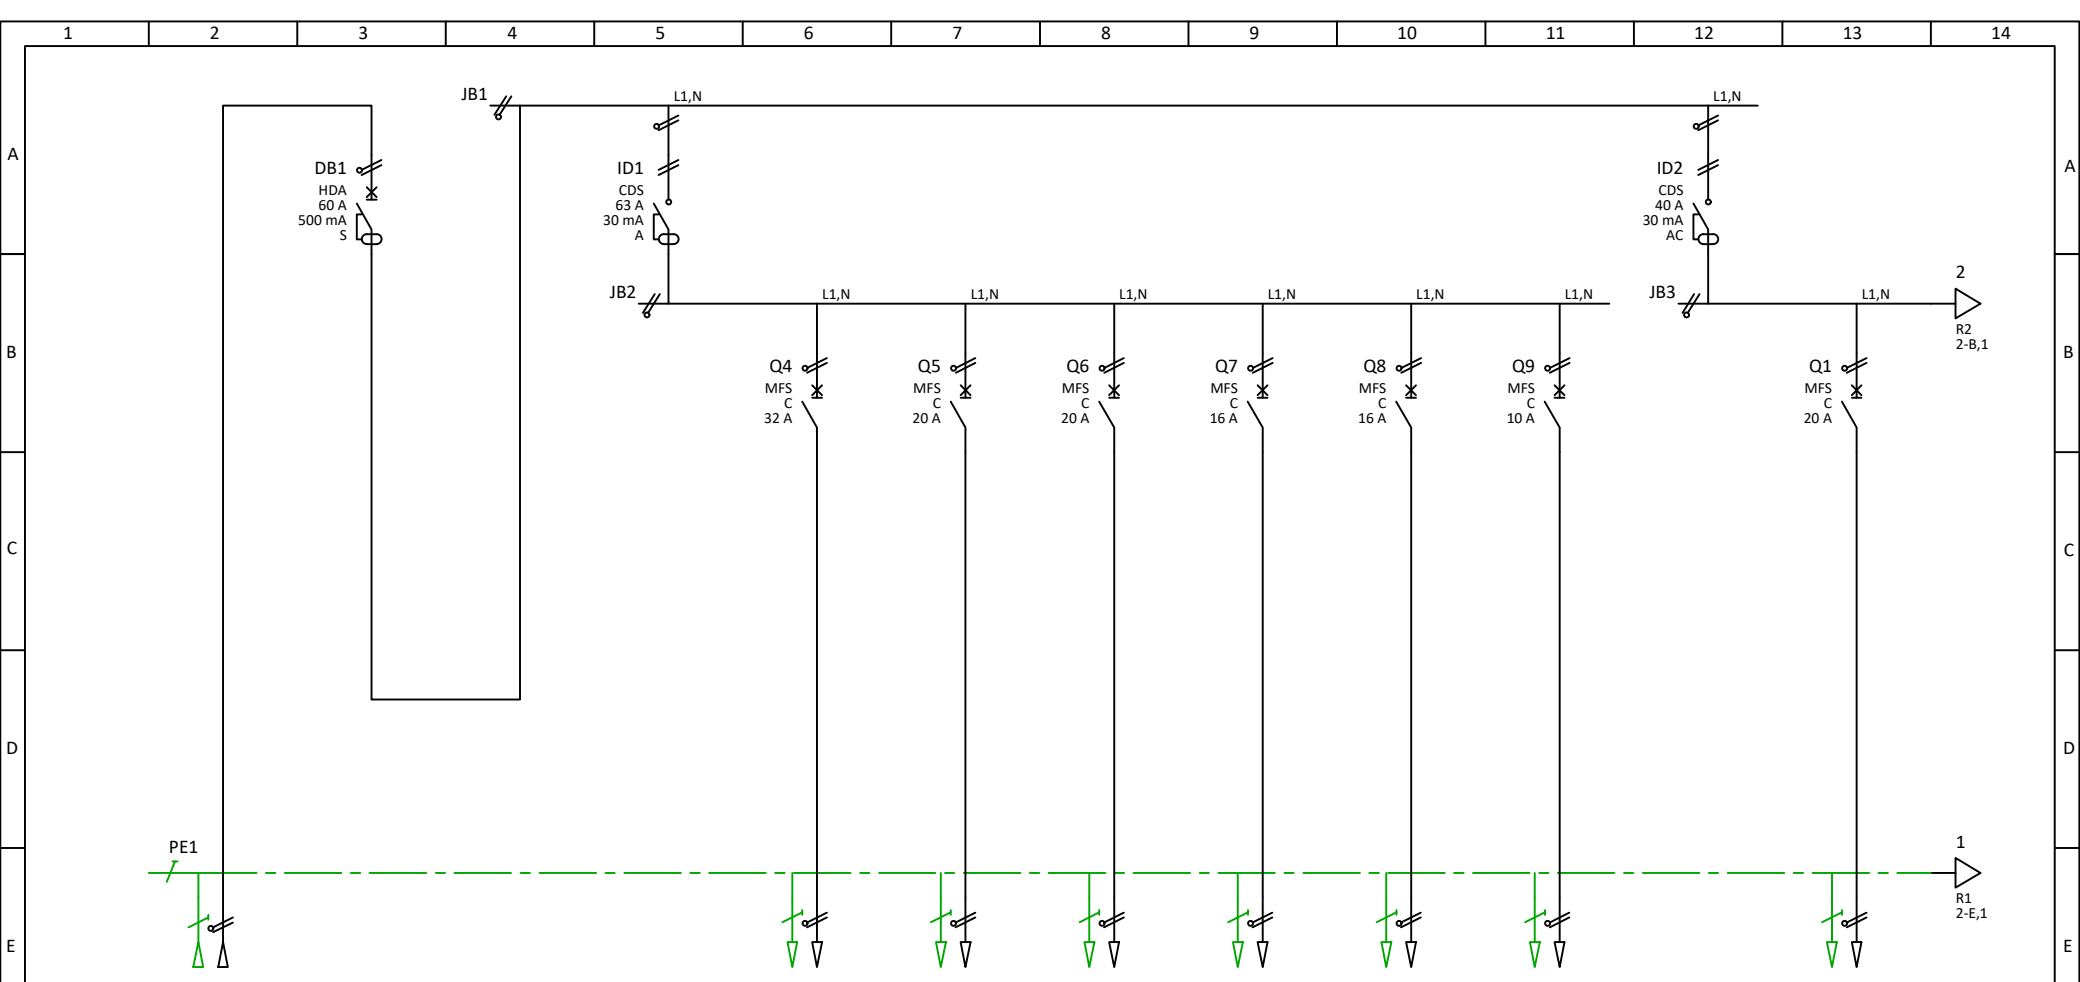 1 2 3 4 5 6 7 8 9 10 11 12 13 14
JB1
L1,N
L1,N
A
A
DB1
HDA
60 A
500 mA
S
ID1
CDS
63 A
30 mA
A
ID2
CDS
40 A
30 mA
AC
JB2
L1,N
L1,N
L1,N
L1,N
L1,N
L1,N
JB3
L1,N
2
R2
2-B,1
B
B
Q4
MFS
C
32 A
Q5
MFS
C
20 A
Q6
MFS
C
20 A
Q7
MFS
C
16 A
Q8
MFS
C
16 A
Q9
MFS
C
10 A
Q1
MFS
C
20 A
C
C
D
D
PE1
1
R1
2-E,1
E
E